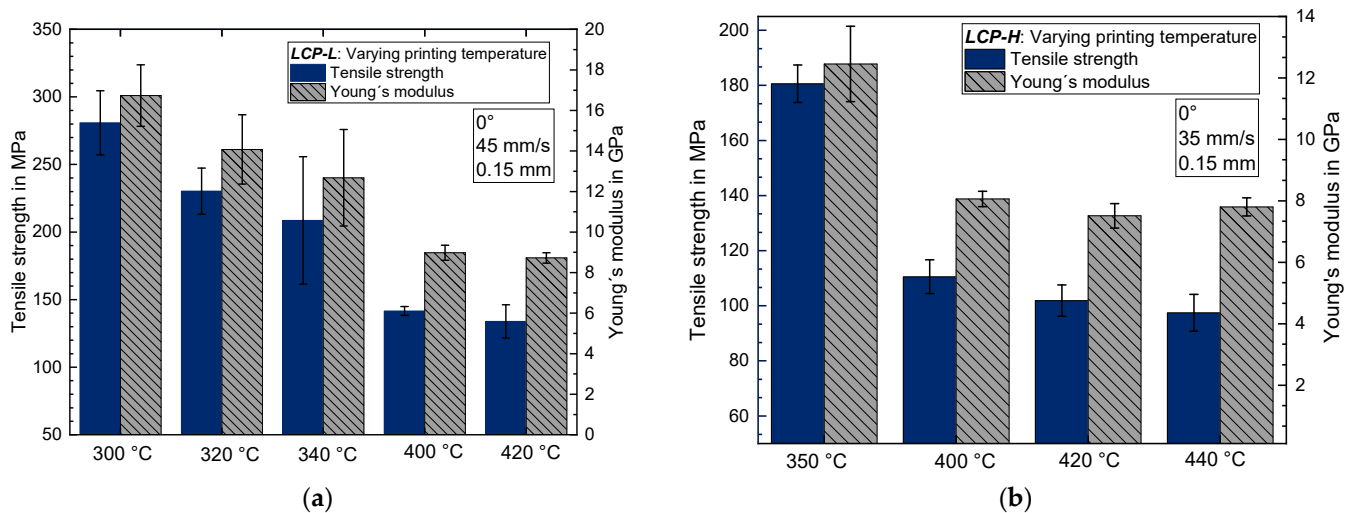 350
300
250
200
150
100
50
Tensile strength in MPa
20
18
16
14
12
10
8
6
4
2
0
Young´s modulus in GPa
LCP-L: Varying printing temperature
Tensile strength
Young´s modulus
0°
45 mm/s
0.15 mm
300 °C 320 °C 340 °C 400 °C 420 °C
(a)
200
180
160
140
120
100
80
60
Tensile strength in MPa
14
12
10
8
6
4
2
Young's modulus in GPa
LCP-H: Varying printing temperature
Tensile strength
Young´s modulus
0°
35 mm/s
0.15 mm
350 °C 400 °C 420 °C 440 °C
(b)